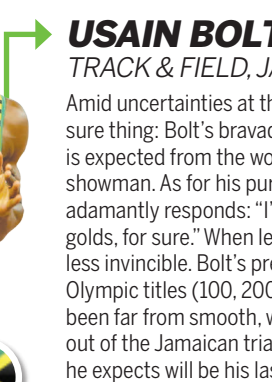 USAIN BOLT
TRACK & FIELD, JA
Amid uncertainties at th
sure thing: Bolt's bravad
is expected from the wo
showman. As for his pur
adamantly responds: “I'
golds, for sure.” When le
less invincible. Bolt's pre
Olympic titles (100, 200
been far from smooth, w
out of the Jamaican tria
he expects will be his las